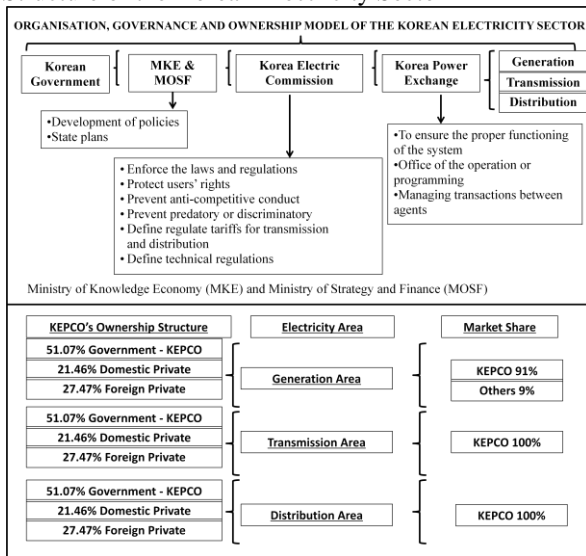 ORGANISATION, GOVERNANCE AND OWNERSHIP MODEL OF THE KOREAN ELECTRICITY SECTOR
Korean
Government
MKE &
MOSF
Korea Electric
Commission
Korea Power
Exchange
Generation
Transmission
Distribution
•Development of policies
•State plans
•Enforce the laws and regulations
•Protect users' rights
•Prevent anti-competitive conduct
•Prevent predatory or discriminatory
•Define regulate tariffs for transmission
and distribution
•Define technical regulations
•To ensure the proper functioning
of the system
•Office of the operation or
programming
•Managing transactions between
agents
Ministry of Knowledge Economy (MKE) and Ministry of Strategy and Finance (MOSF)
KEPCO's Ownership Structure
Electricity Area
Market Share
51.07% Government - KEPCO
21.46% Domestic Private
27.47% Foreign Private
Generation Area
KEPCO 91%
Others 9%
51.07% Government - KEPCO
21.46% Domestic Private
27.47% Foreign Private
Transmission Area
KEPCO 100%
51.07% Government - KEPCO
21.46% Domestic Private
27.47% Foreign Private
Distribution Area
KEPCO 100%